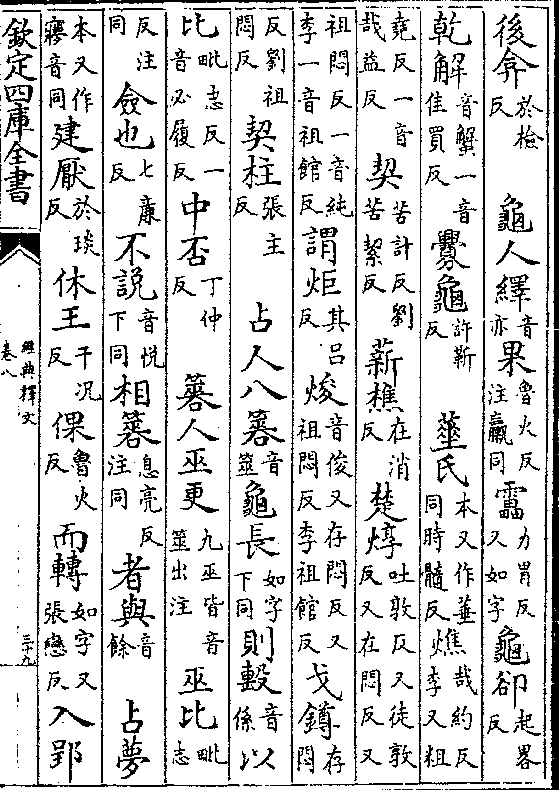 後弇於檢反 龜人繹音亦果魯火反注蠃同靁力胃反又如字龜卻起畧反
乾解音蟹一音佳買反釁龜許靳反 菙氏本又作華同時髓反燋哉約反李又粗
堯反一音哉益反契苦計反劉苦絜反薪樵在消反楚焞吐敦反又徒敦反又在悶反又
祖悶反一音純李一音祖館反謂炬其呂反焌音俊又存悶反又祖悶反李祖館反戈鐏存悶
反劉祖悶反契柱張主反 占人八簭音筮龜長如字下同則轚音係以
比毗志反一音必履反中否丁仲反 簭人巫更九巫皆音筮出注巫比毗志
反注同僉也七廉反不說音悅下同相簭息亮反注同者與音餘 占夢
本又作㝱音同建厭於琰反休王于况反倮魯火反而轉如字又張戀反入郢
欽定四庫全書
經典釋文
卷八
三十九